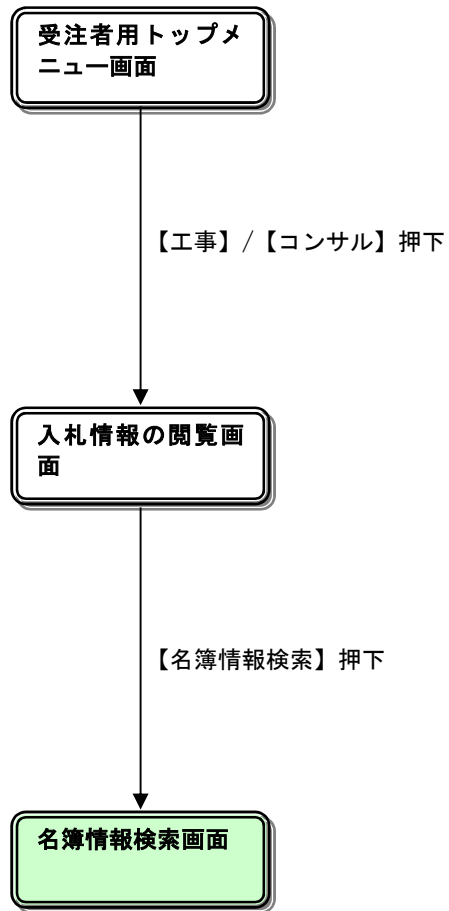 受注者用トップメ
ニュー画面
【工事】/【コンサル】押下
入札情報の閲覧画
面
【名簿情報検索】押下
名簿情報検索画面